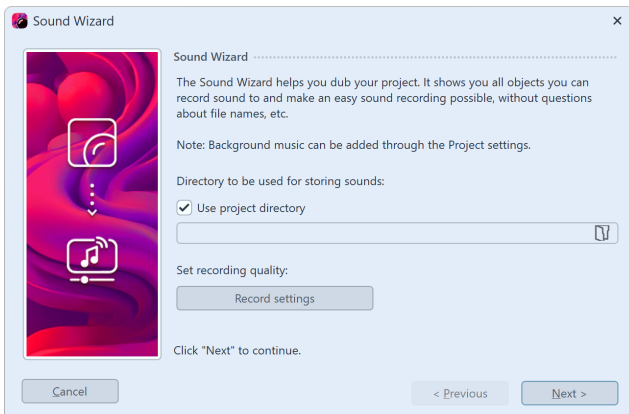 Sound Wizard
Sound Wizard
The Sound Wizard helps you dub your project. It shows you all objects you can
record sound to and make an easy sound recording possible, without questions
about file names, etc.
Note: Background music can be added through the Project settings.
Directory to be used for storing sounds:
Use project directory
Set recording quality:
Record settings
Click "Next" to continue.
Cancel
< Previous
Next >